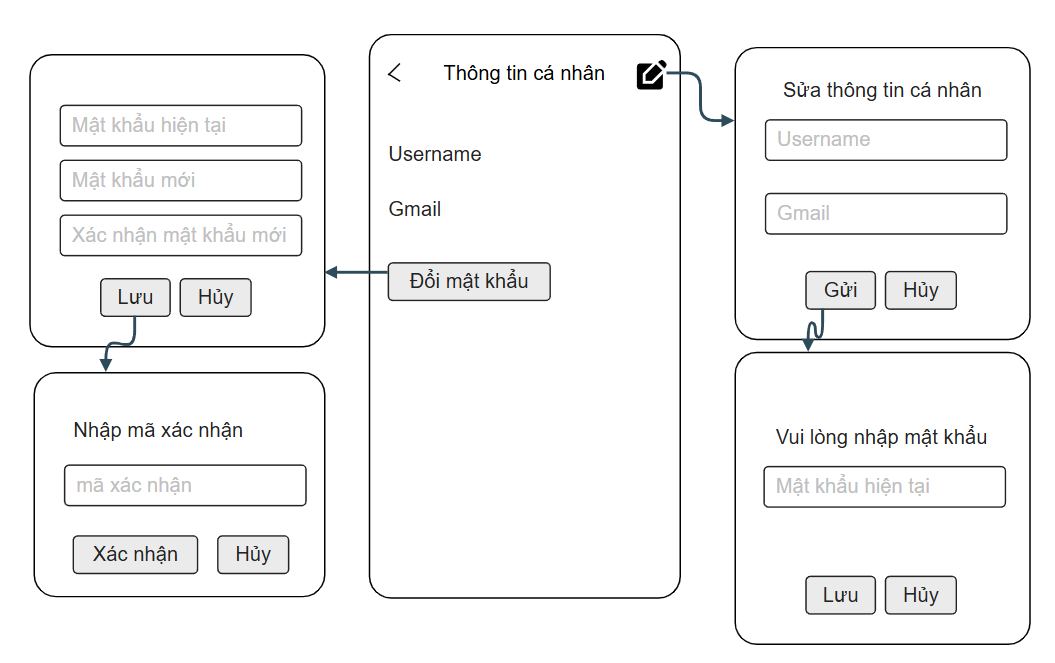 Mật khẩu hiện tại
Mật khẩu mới
Xác nhận mật khẩu mới
Lưu
Hủy
Nhập mã xác nhận
mã xác nhận
Xác nhận
Hủy
Thông tin cá nhân
Username
Gmail
Đổi mật khẩu
Sửa thông tin cá nhân
Username
Gmail
Gửi
Hủy
Vui lòng nhập mật khẩu
Mật khẩu hiện tại
Lưu
Hủy